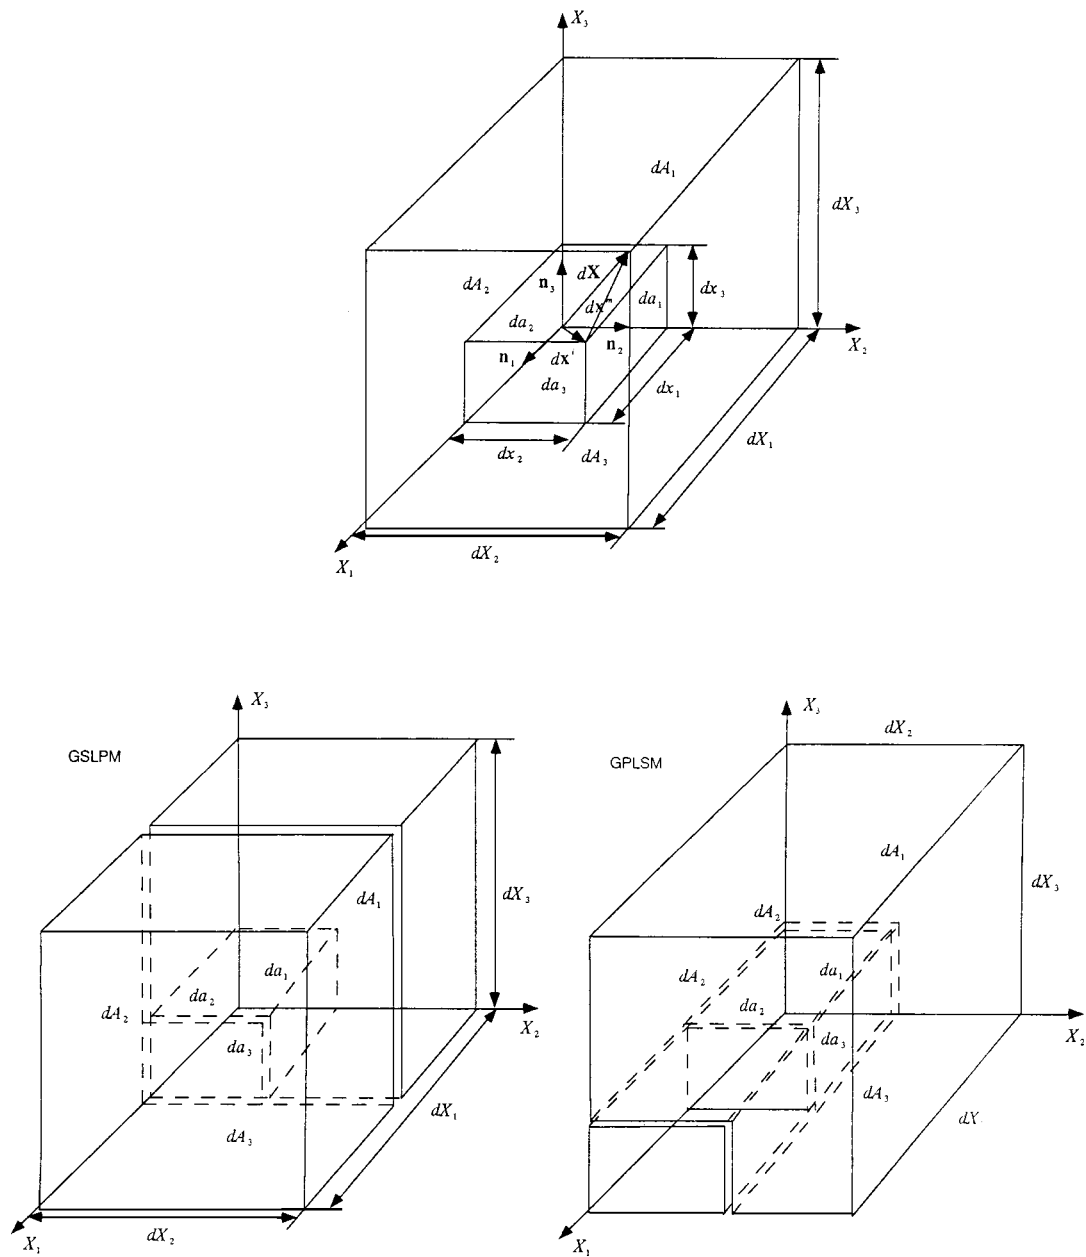 X₃
dA₁
dX₃
dA₂
n₃
dX
dx₃
dx'''
da₁
da₂
n₂
X₂
n₁
dx'
da₃
dx₁
dX₁
dx₂
dA₃
dX₂
X₁
GSLPM
X₃
dA₁
dX₃
da₁
da₂
dA₂
X₂
da₃
dX₁
dA₃
dX₂
X₁
GPLSM
X₃
dX₂
dA₁
dX₃
dA₂
dA₂
da₁
da₂
X₂
da₃
dA₃
dX
X₁